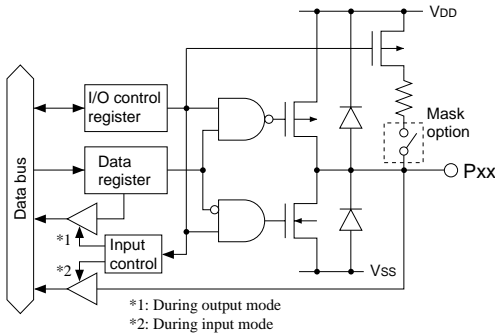 VDD
I/O control
register
Mask
option
Data bus
Data
register
Pxx
*1
Input
control
*2
VSS
*1: During output mode
*2: During input mode